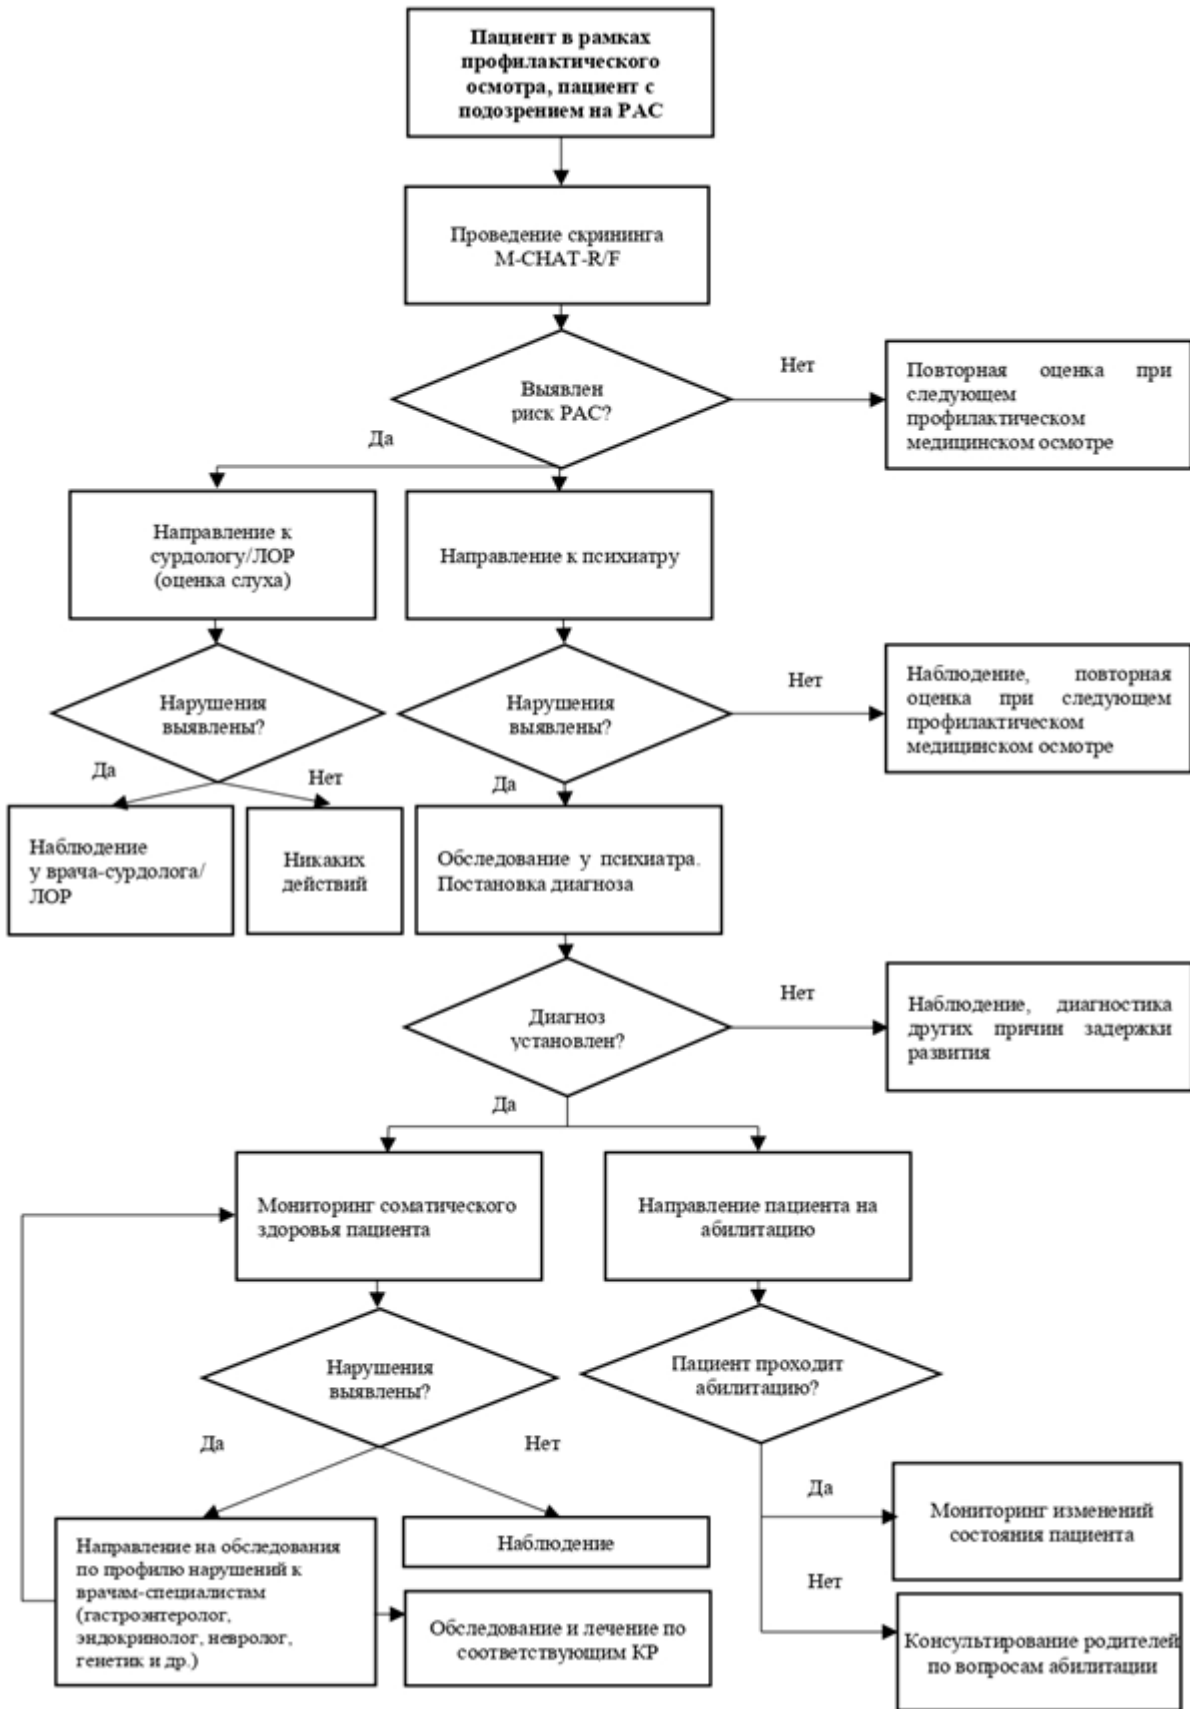 Пациент в рамках
профилактического
осмотра, пациент с
подозрением на РАС
Проведение скрининга
M-CHAT-R/F
Выявлен
риск РАС?
Нет
Повторная оценка при
следующем
профилактическом
медицинском осмотре
Да
Направление к
сурдологу/ЛОР
(оценка слуха)
Направление к психиатру
Нарушения
выявлены?
Нарушения
выявлены?
Нет
Наблюдение, повторная
оценка при следующем
профилактическом
медицинском осмотре
Да
Нет
Да
Наблюдение
у врача-сурдолога/
ЛОР
Никаких
действий
Обследование у психиатра.
Постановка диагноза
Диагноз
установлен?
Нет
Наблюдение, диагностика
других причин задержки
развития
Да
Мониторинг соматического
здоровья пациента
Направление пациента на
абилитацию
Нарушения
выявлены?
Пациент проходит
абилитацию?
Да
Нет
Да
Мониторинг изменений
состояния пациента
Направление на обследования
по профилю нарушений к
врачам-специалистам
(гастроэнтеролог,
эндокринолог, невролог,
генетик и др.)
Наблюдение
Нет
Обследование и лечение по
соответствующим КР
Консультирование родителей
по вопросам абилитации